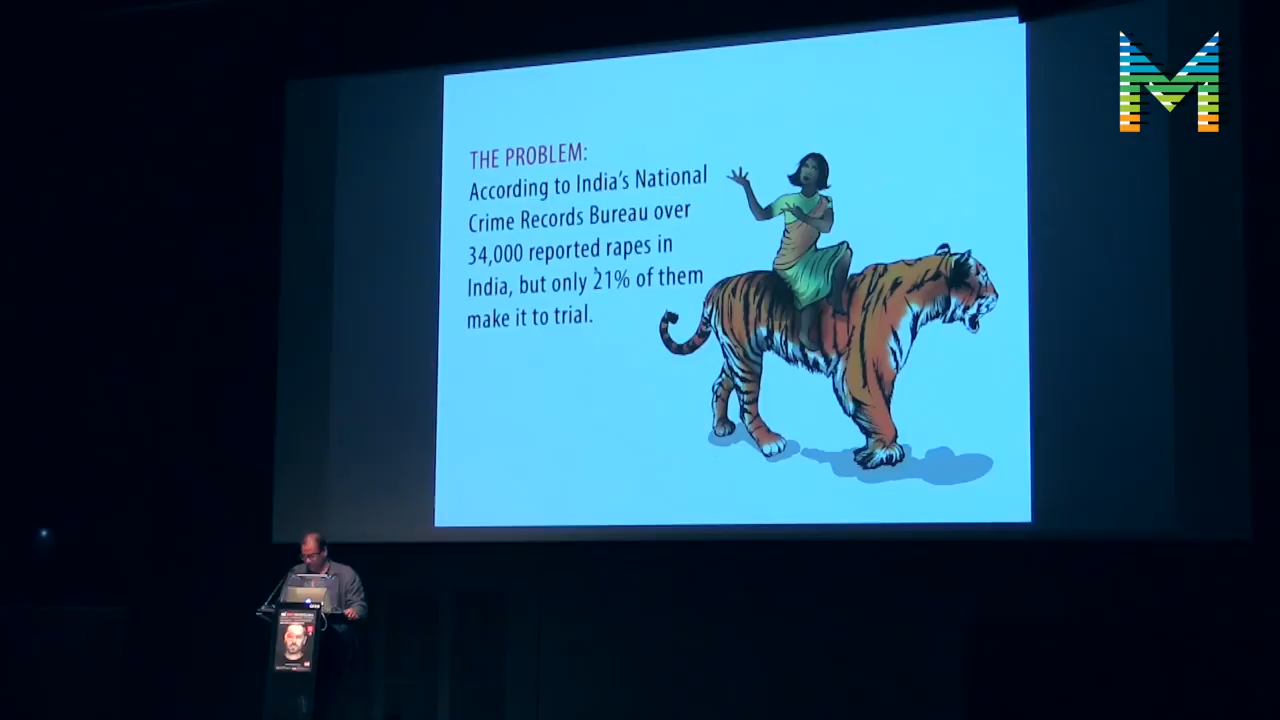 THE PROBLEM:
According to India's National
Crime Records Bureau over
34,000 reported rapes in
India, but only 21% of them
make it to trial.
M